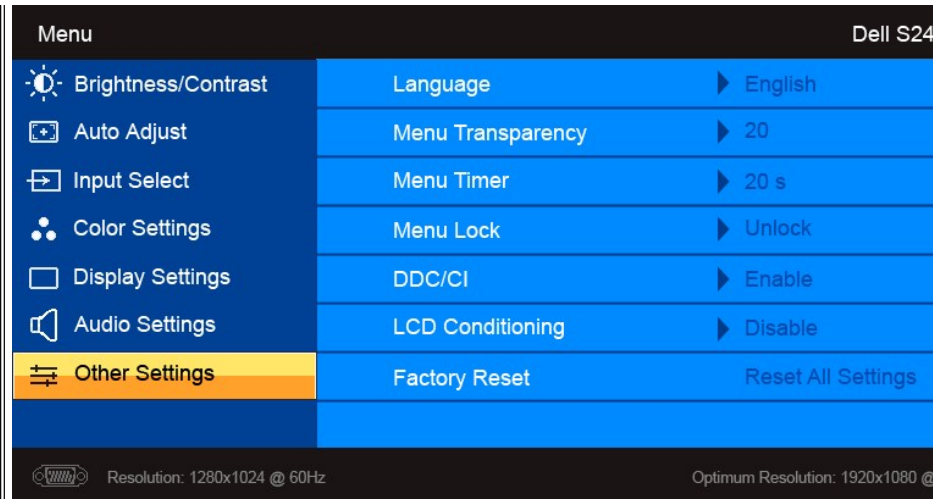 Menu Dell S24
Brightness/Contrast Language English
Auto Adjust Menu Transparency 20
Input Select Menu Timer 20 s
Color Settings Menu Lock Unlock
Display Settings DDC/CI Enable
Audio Settings LCD Conditioning Disable
Other Settings Factory Reset Reset All Settings
Resolution: 1280x1024 @ 60Hz Optimum Resolution: 1920x1080 @